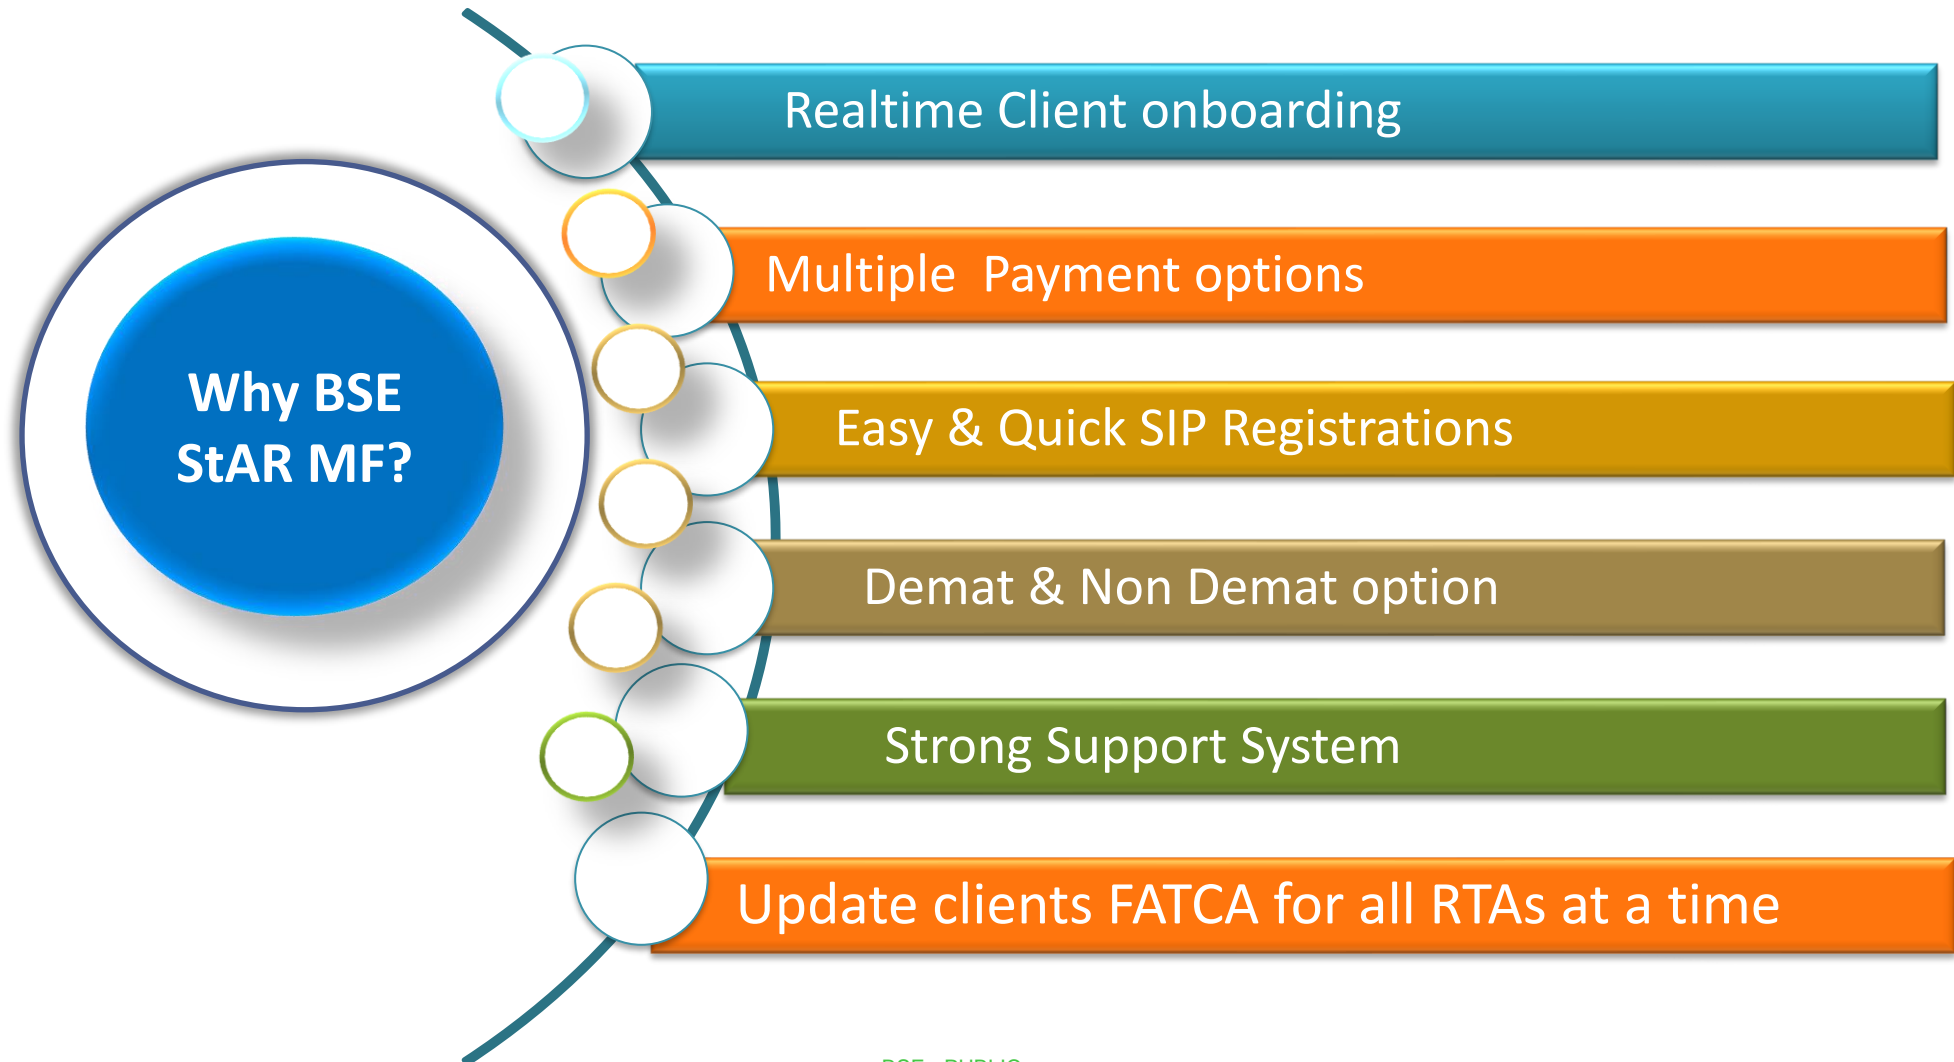 Why BSE
StAR MF?
Realtime Client onboarding
Multiple  Payment options
Easy & Quick SIP Registrations
Demat & Non Demat option
Strong Support System
Update clients FATCA for all RTAs at a time